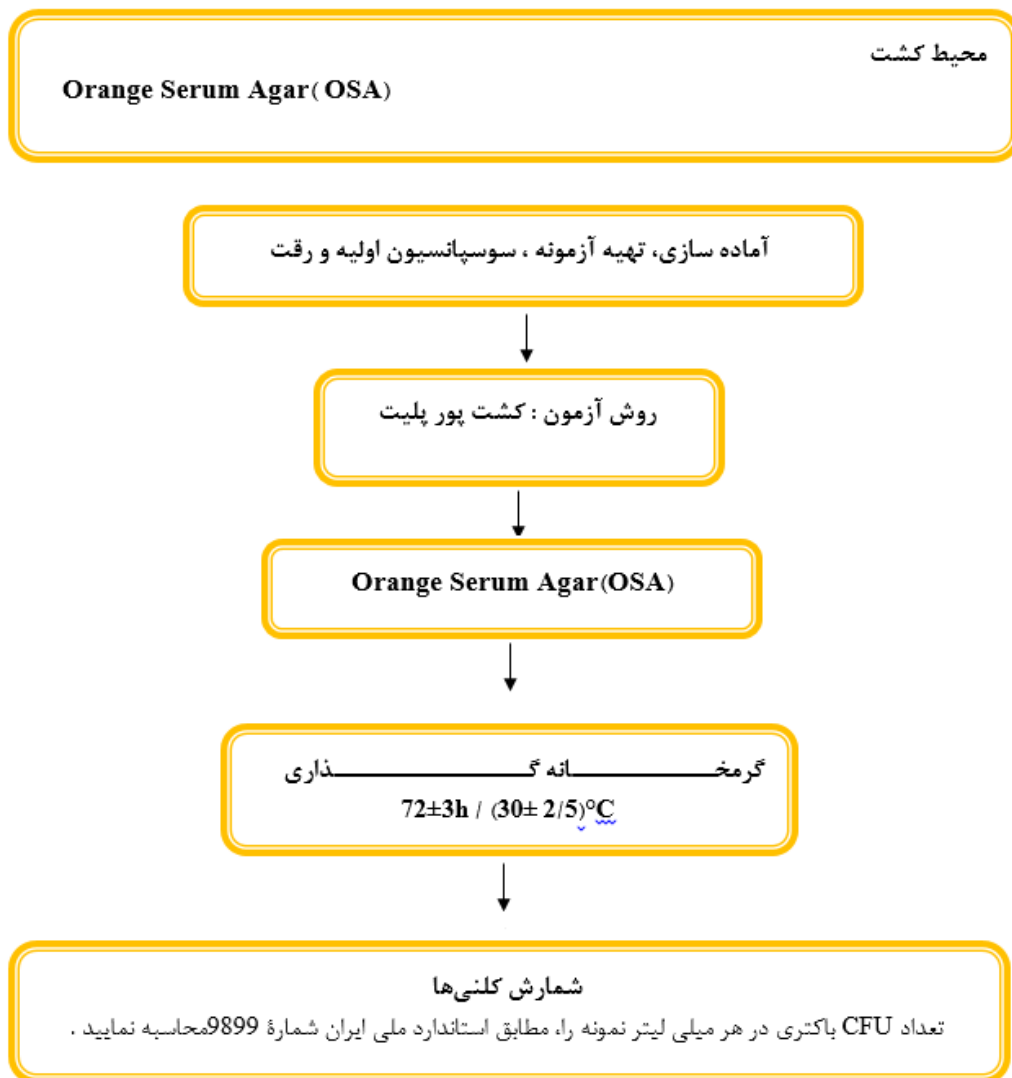 محیط کشت
Orange Serum Agar( OSA)
آماده سازی، تهیه آزمونه ، سوسپانسیون اولیه و رقت
روش آزمون : کشت پور پلیت
Orange Serum Agar(OSA)
گرمخـــــــــــــانه گــــــــــــــــــــــذاری
72±3h / (30± 2/5)°C
شمارش کلنی‌ها
تعداد CFU باکتری در هر میلی لیتر نمونه را، مطابق استاندارد ملی ایران شمارۀ 9899محاسبه نمایید .